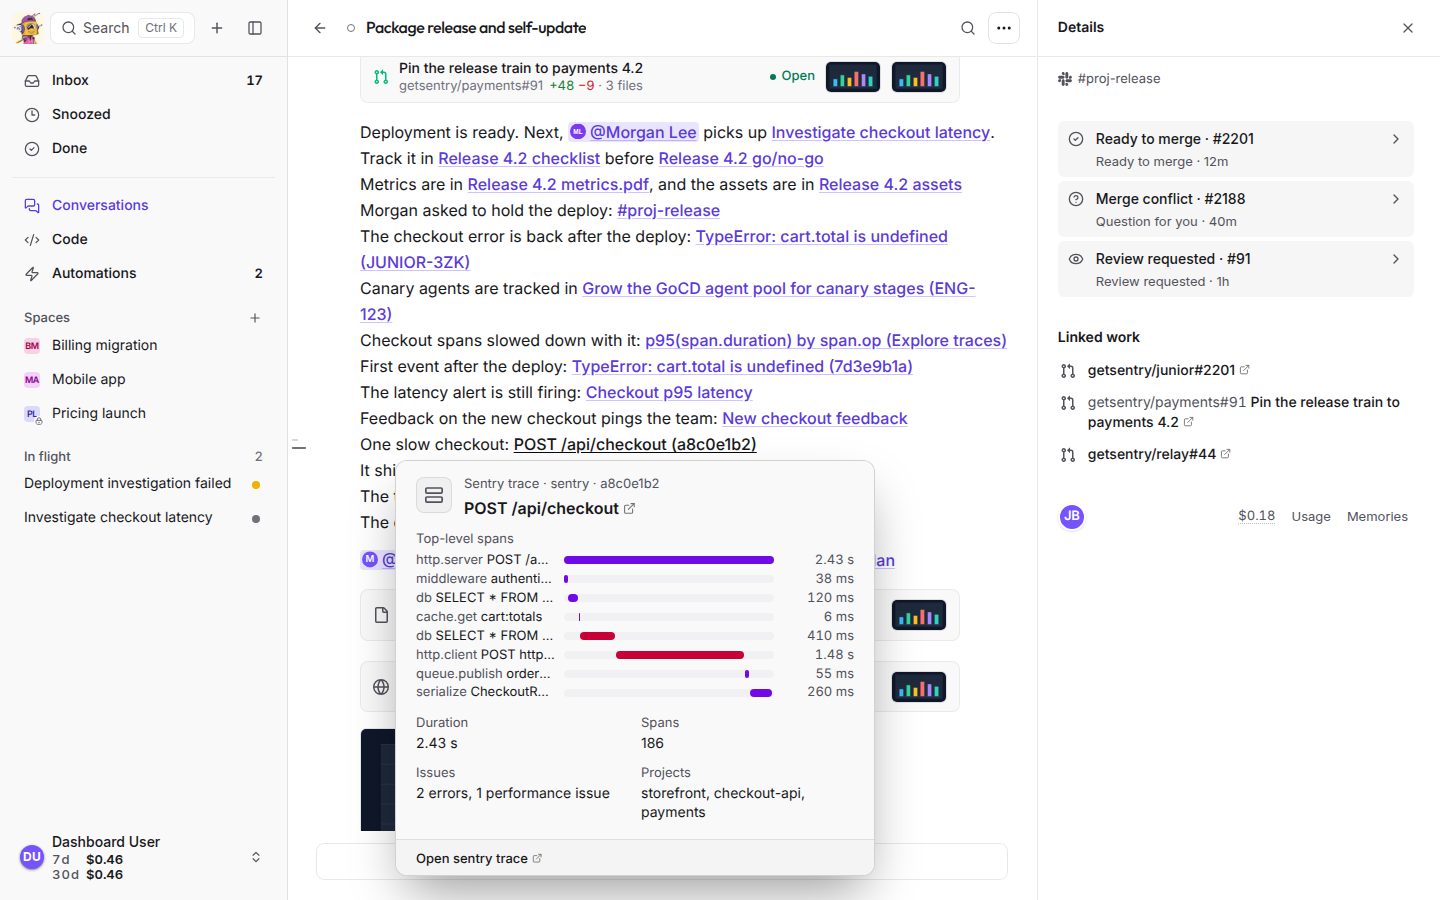 Search Ctrl K
Inbox 17
Snoozed
Done
Conversations
Code
Automations 2
Spaces
BM Billing migration
MA Mobile app
PL Pricing launch
In flight 2
Deployment investigation failed
Investigate checkout latency
DU Dashboard User
7d $0.46
30d $0.46
Package release and self-update
Pin the release train to payments 4.2
getsentry/payments#91 +48 −9 · 3 files
Open
Deployment is ready. Next, ML @Morgan Lee picks up Investigate checkout latency.
Track it in Release 4.2 checklist before Release 4.2 go/no-go
Metrics are in Release 4.2 metrics.pdf, and the assets are in Release 4.2 assets
Morgan asked to hold the deploy: #proj-release
The checkout error is back after the deploy: TypeError: cart.total is undefined
(JUNIOR-3ZK)
Canary agents are tracked in Grow the GoCD agent pool for canary stages (ENG-
123)
Checkout spans slowed down with it: p95(span.duration) by span.op (Explore traces)
First event after the deploy: TypeError: cart.total is undefined (7d3e9b1a)
The latency alert is still firing: Checkout p95 latency
Feedback on the new checkout pings the team: New checkout feedback
One slow checkout: POST /api/checkout (a8c0e1b2)
It shi
The
The
M @
Sentry trace · sentry · a8c0e1b2
POST /api/checkout
Top-level spans
http.server POST /a... 2.43 s
middleware authenti... 38 ms
db SELECT * FROM ... 120 ms
cache.get cart:totals 6 ms
db SELECT * FROM ... 410 ms
http.client POST http... 1.48 s
queue.publish order... 55 ms
serialize CheckoutR... 260 ms
Duration
2.43 s
Spans
186
Issues
2 errors, 1 performance issue
Projects
storefront, checkout-api,
payments
Open sentry trace
Details
#proj-release
Ready to merge · #2201
Ready to merge · 12m
Merge conflict · #2188
Question for you · 40m
Review requested · #91
Review requested · 1h
Linked work
getsentry/junior#2201
getsentry/payments#91 Pin the release train to
payments 4.2
getsentry/relay#44
JB $0.18 Usage Memories